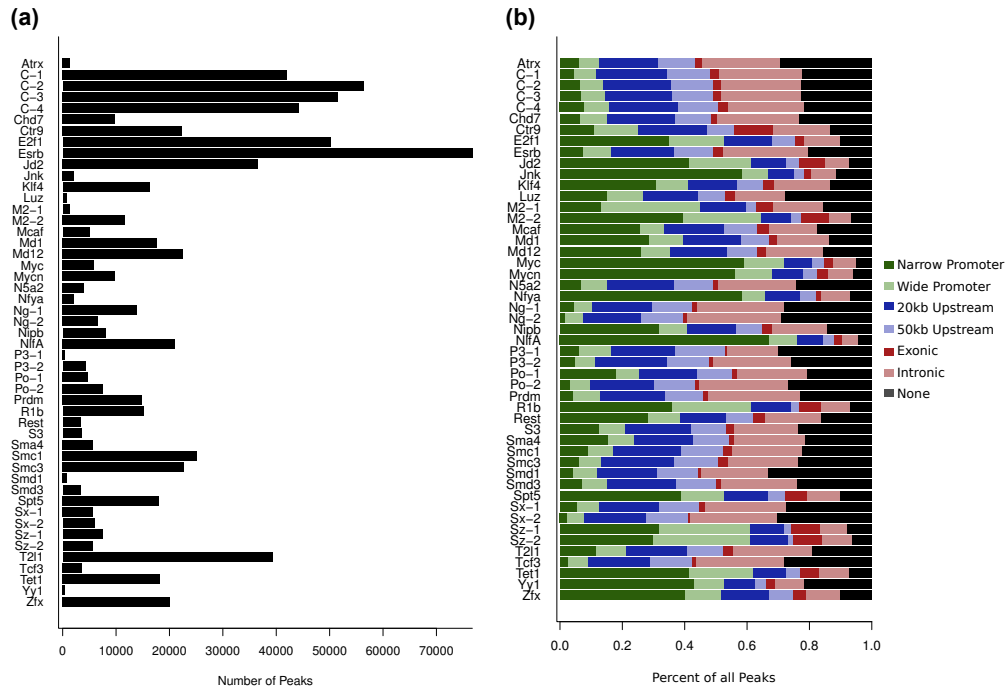 (a)
Atrx
C-1
C-2
C-3
C-4
Chd7
Ctr9
E2f1
Esrb
Jd2
Jnk
Klf4
Luz
M2-1
M2-2
Mcaf
Md1
Md12
Myc
Mycn
N5a2
Nfya
Ng-1
Ng-2
Nipb
NlfA
P3-1
P3-2
Po-1
Po-2
Prdm
R1b
Rest
S3
Sma4
Smc1
Smc3
Smd1
Smd3
Spt5
Sx-1
Sx-2
Sz-1
Sz-2
T2l1
Tcf3
Tet1
Yy1
Zfx
0 10000 20000 30000 40000 50000 60000 70000
Number of Peaks
(b)
Atrx
C-1
C-2
C-3
C-4
Chd7
Ctr9
E2f1
Esrb
Jd2
Jnk
Klf4
Luz
M2-1
M2-2
Mcaf
Md1
Md12
Myc
Mycn
N5a2
Nfya
Ng-1
Ng-2
Nipb
NlfA
P3-1
P3-2
Po-1
Po-2
Prdm
R1b
Rest
S3
Sma4
Smc1
Smc3
Smd1
Smd3
Spt5
Sx-1
Sx-2
Sz-1
Sz-2
T2l1
Tcf3
Tet1
Yy1
Zfx
0.0 0.2 0.4 0.6 0.8 1.0
Percent of all Peaks
Narrow Promoter
Wide Promoter
20kb Upstream
50kb Upstream
Exonic
Intronic
None